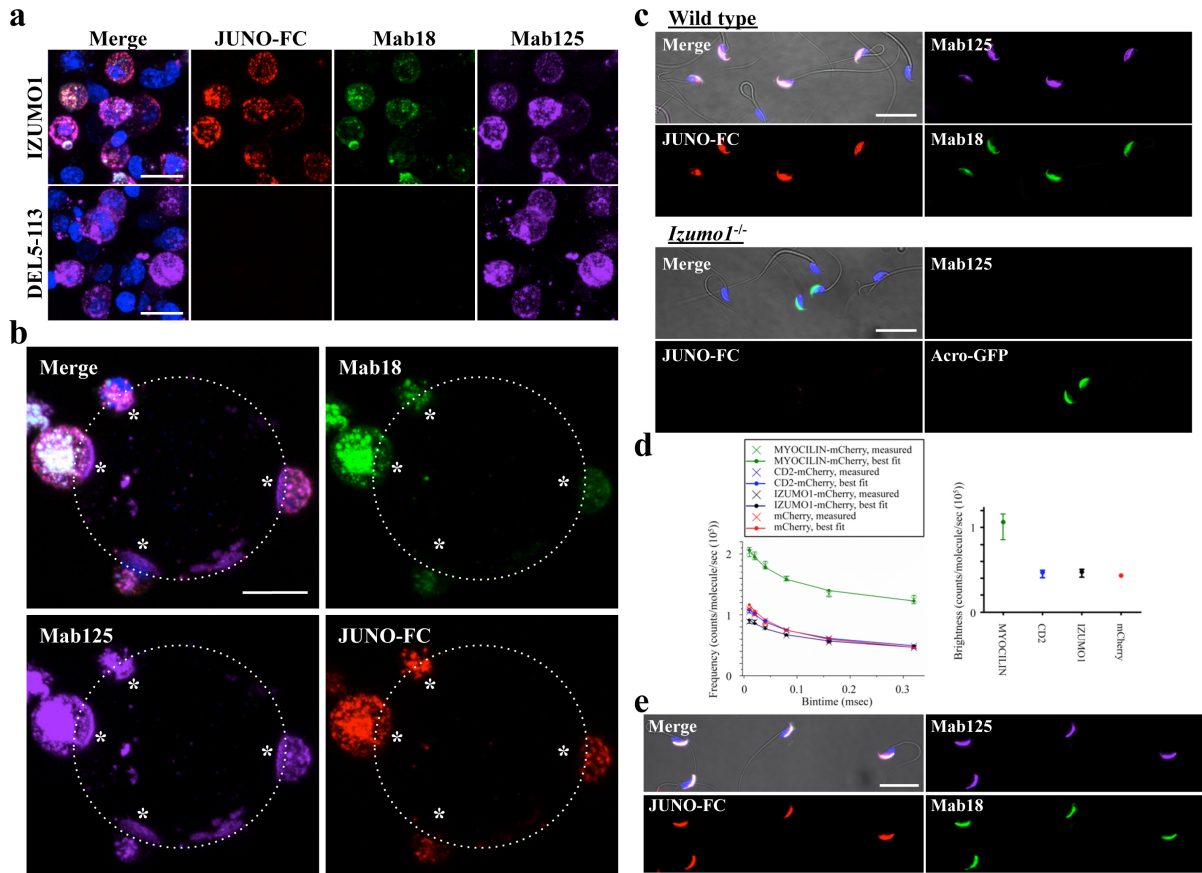 a
Merge JUNO-FC Mab18 Mab125
IZUMO1
DEL5-113
b
Merge
Mab18
*
*
*
*
*
*
*
*
Mab125
JUNO-FC
*
*
*
*
*
*
*
*
c
Wild type
Merge
Mab125
JUNO-FC
Mab18
Izumo1-/-
Merge
Mab125
JUNO-FC
Acro-GFP
d
MYOCILIN-mCherry, measured
MYOCILIN-mCherry, best fit
CD2-mCherry, measured
CD2-mCherry, best fit
IZUMO1-mCherry, measured
IZUMO1-mCherry, best fit
mCherry, measured
mCherry, best fit
Frequency (counts/molecule/sec (10⁵))
2
1
0
0 0.1 0.2 0.3
Bintime (msec)
Brightness (counts/molecule/sec (10⁵))
1
0
MYOCILIN
CD2
IZUMO1
mCherry
e
Merge
Mab125
JUNO-FC
Mab18